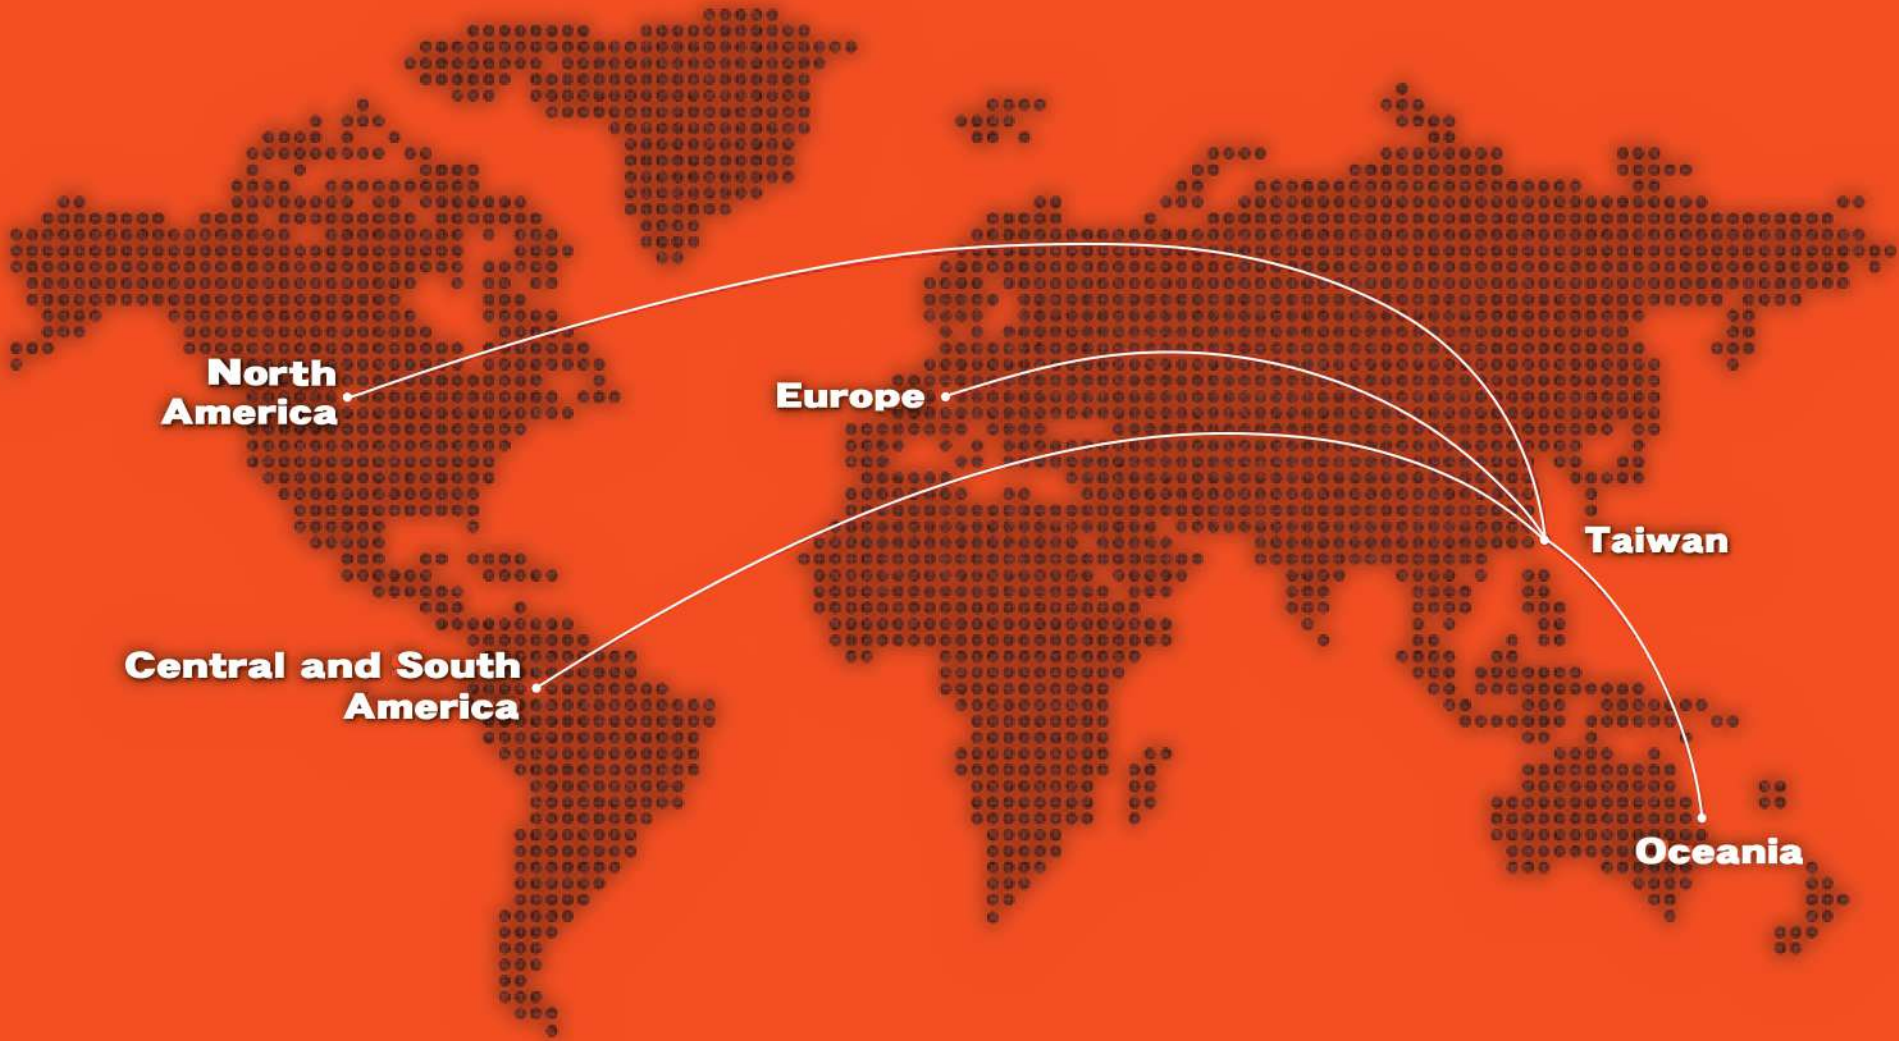 North
America
Europe
Taiwan
Central and South
America
Oceania